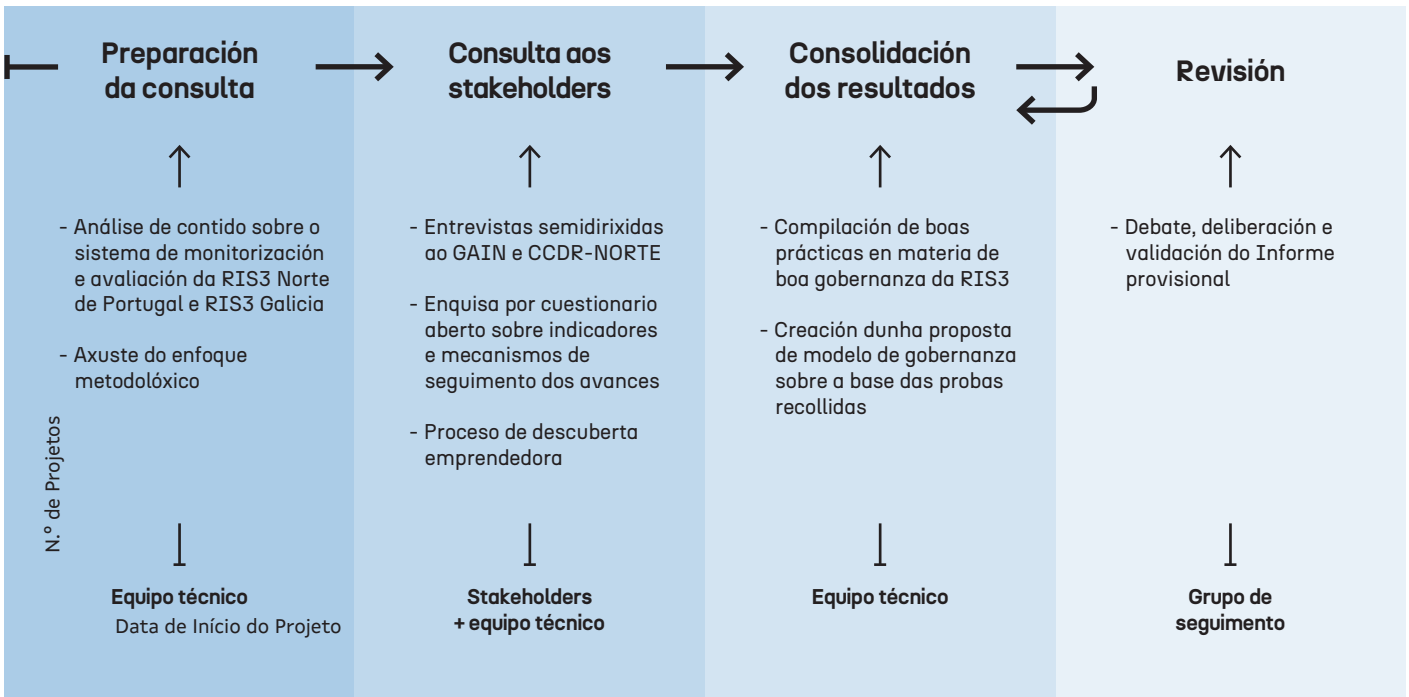 Preparación
da consulta
- Análise de contido sobre o
sistema de monitorización
e avaliación da RIS3 Norte
de Portugal e RIS3 Galicia
- Axuste do enfoque
metodolóxico
N.º de Projetos
Equipo técnico
Data de Início do Projeto
Consulta aos
stakeholders
- Entrevistas semidirixidas
ao GAIN e CCDR-NORTE
- Enquisa por cuestionario
aberto sobre indicadores
e mecanismos de
seguimento dos avances
- Proceso de descuberta
emprendedora
Stakeholders
+ equipo técnico
Consolidación
dos resultados
- Compilación de boas
prácticas en materia de
boa gobernanza da RIS3
- Creación dunha proposta
de modelo de gobernanza
sobre a base das probas
recollidas
Equipo técnico
Revisión
- Debate, deliberación e
validación do Informe
provisional
Grupo de
seguimento